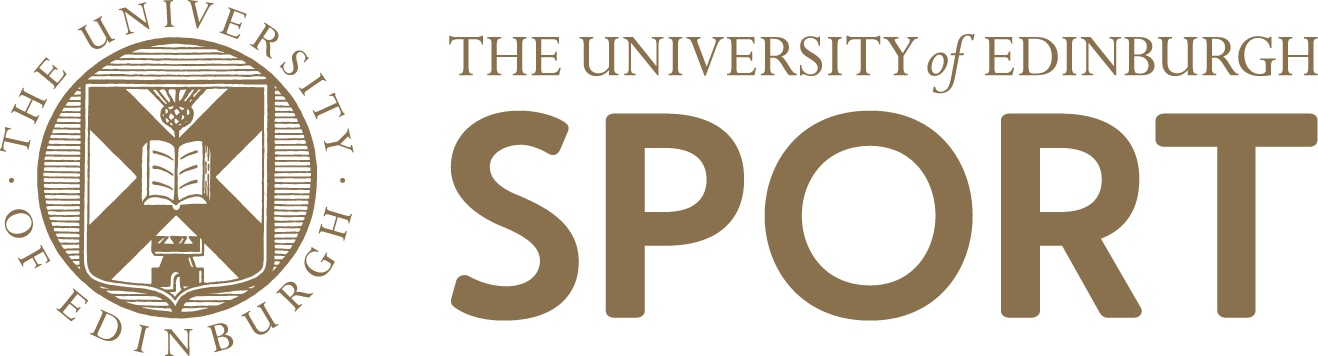 THE UNIVERSITY
OF EDINBURGH
THE UNIVERSITY of EDINBURGH
SPORT